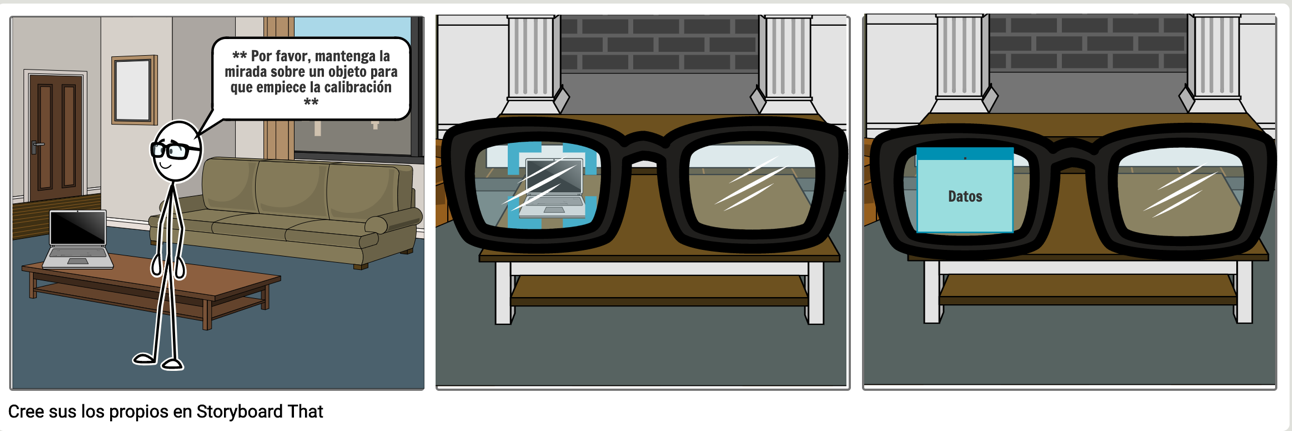 ** Por favor, mantenga la
mirada sobre un objeto para
que empiece la calibración
**
Datos
Cree sus los propios en Storyboard That